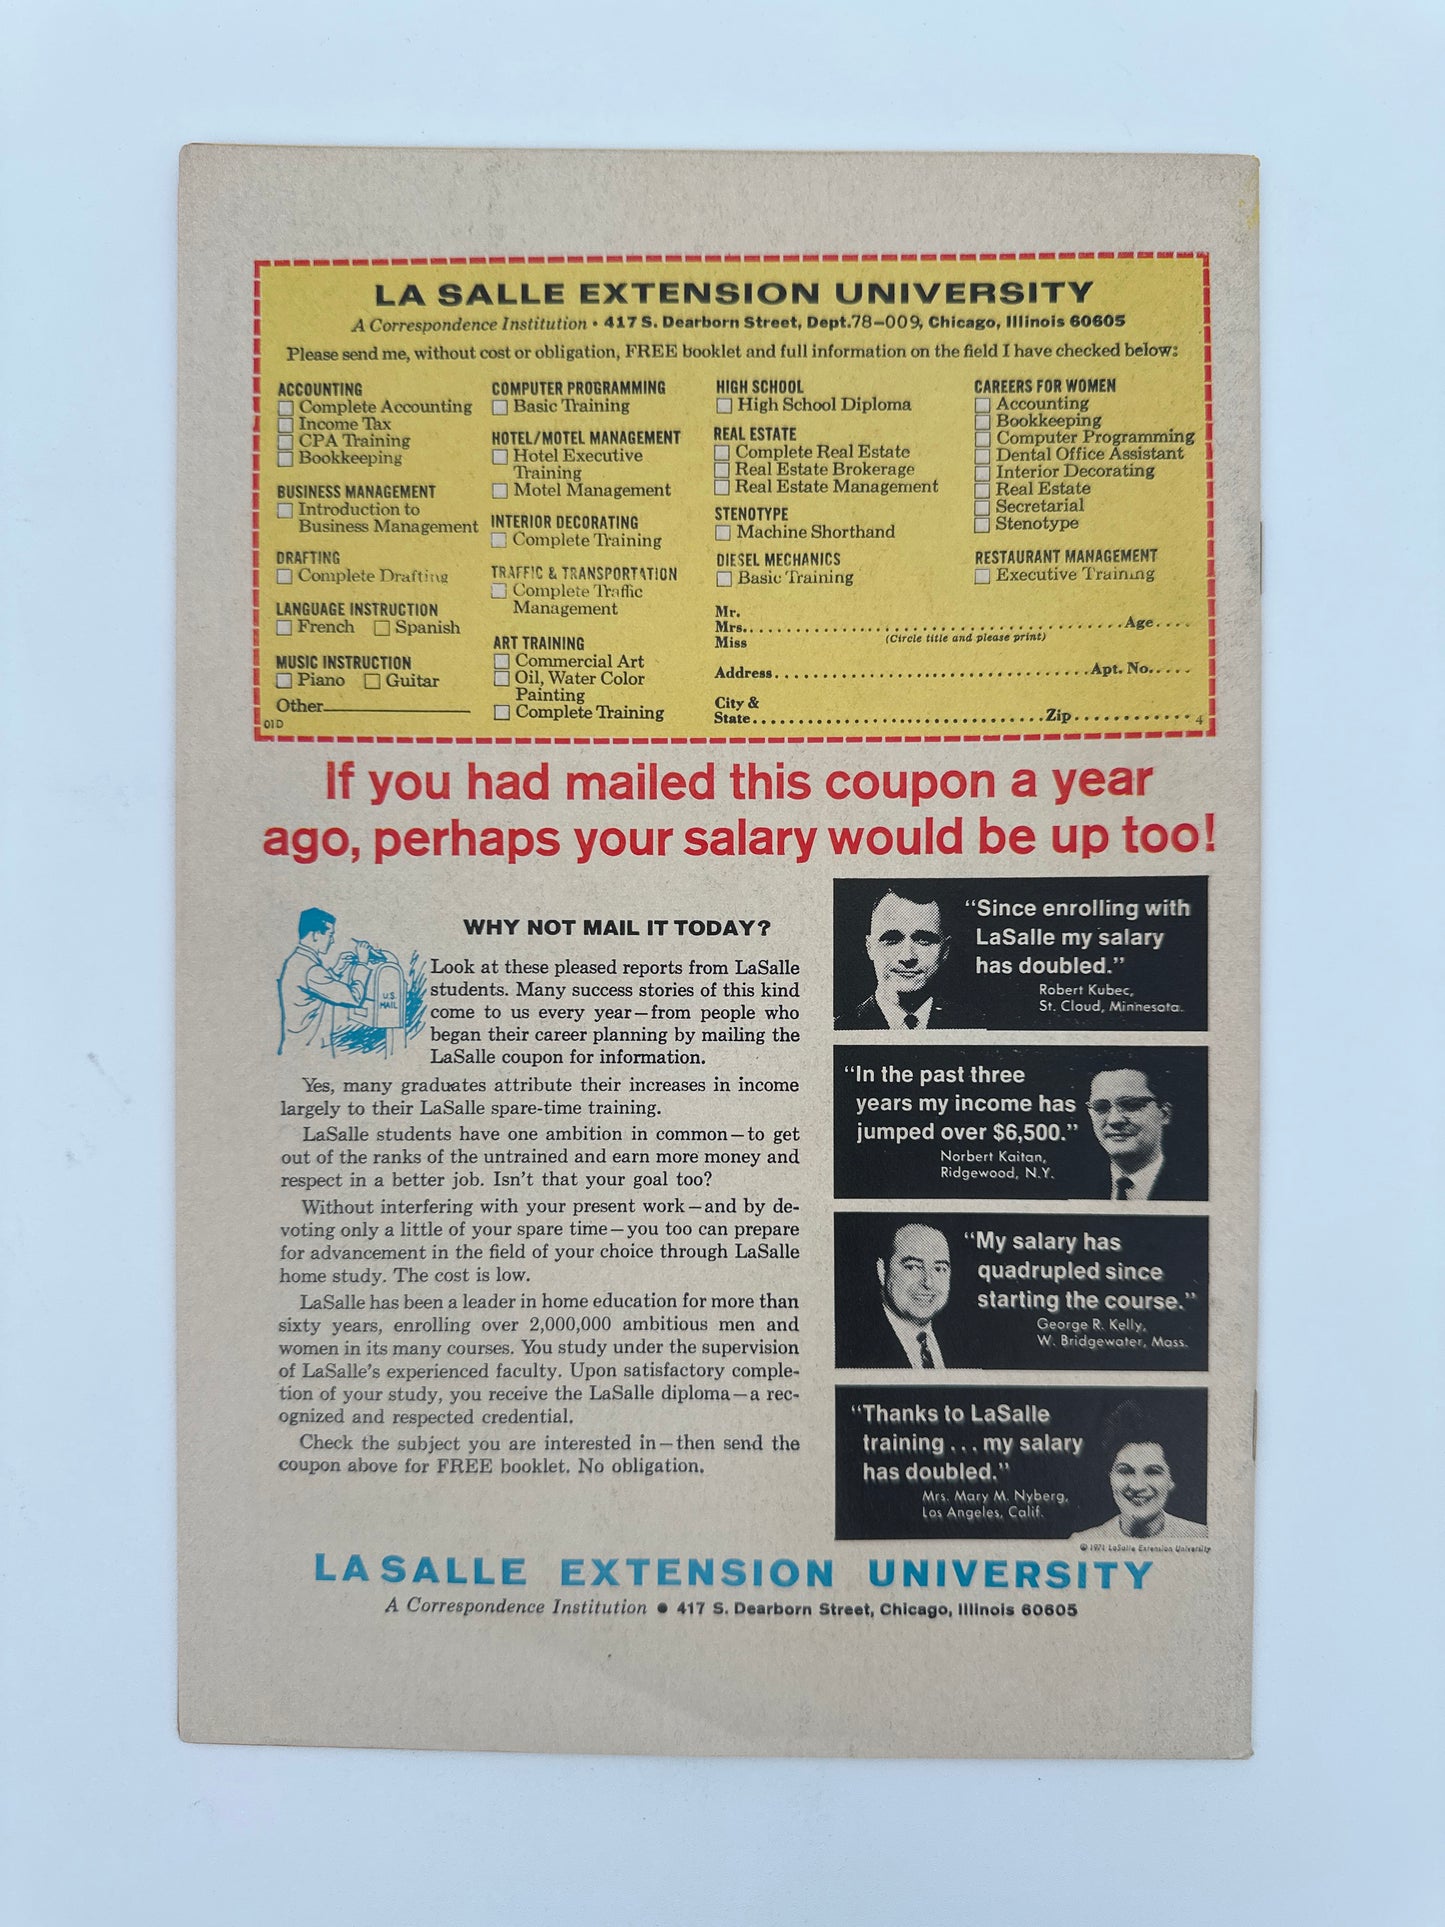 LA SALLE EXTENSION UNIVERSITY
A Correspondence Institution • 417 S. Dearborn Street, Dept.78-009, Chicago, Illinois 60605
Please send me, without cost or obligation, FREE booklet and full information on the field I have checked below:
ACCOUNTING
Complete Accounting
Income Tax
CPA Training
Bookkeeping
BUSINESS MANAGEMENT
Introduction to
Business Management
DRAFTING
Complete Drafting
LANGUAGE INSTRUCTION
French Spanish
MUSIC INSTRUCTION
Piano Guitar
Other
01D
COMPUTER PROGRAMMING
Basic Training
HOTEL/MOTEL MANAGEMENT
Hotel Executive
Training
Motel Management
INTERIOR DECORATING
Complete Training
TRAFFIC & TRANSPORTATION
Complete Traffic
Management
ART TRAINING
Commercial Art
Oil, Water Color
Painting
Complete Training
HIGH SCHOOL
High School Diploma
REAL ESTATE
Complete Real Estate
Real Estate Brokerage
Real Estate Management
STENOTYPE
Machine Shorthand
DIESEL MECHANICS
Basic Training
CAREERS FOR WOMEN
Accounting
Bookkeeping
Computer Programming
Dental Office Assistant
Interior Decorating
Real Estate
Secretarial
Stenotype
RESTAURANT MANAGEMENT
Executive Training
Mr.
Mrs. Age
Miss (Circle title and please print)
Address Apt. No.
City &
State Zip 4
If you had mailed this coupon a year
ago, perhaps your salary would be up too!
WHY NOT MAIL IT TODAY?
U.S.
MAIL
Look at these pleased reports from LaSalle
students. Many success stories of this kind
come to us every year—from people who
began their career planning by mailing the
LaSalle coupon for information.
Yes, many graduates attribute their increases in income
largely to their LaSalle spare-time training.
LaSalle students have one ambition in common—to get
out of the ranks of the untrained and earn more money and
respect in a better job. Isn't that your goal too?
Without interfering with your present work—and by de-
voting only a little of your spare time—you too can prepare
for advancement in the field of your choice through LaSalle
home study. The cost is low.
LaSalle has been a leader in home education for more than
sixty years, enrolling over 2,000,000 ambitious men and
women in its many courses. You study under the supervision
of LaSalle's experienced faculty. Upon satisfactory comple-
tion of your study, you receive the LaSalle diploma—a rec-
ognized and respected credential.
Check the subject you are interested in—then send the
coupon above for FREE booklet. No obligation.
"Since enrolling with
LaSalle my salary
has doubled."
Robert Kubec,
St. Cloud, Minnesota.
"In the past three
years my income has
jumped over $6,500."
Norbert Kaitan,
Ridgewood, N.Y.
"My salary has
quadrupled since
starting the course."
George R. Kelly,
W. Bridgewater, Mass.
"Thanks to LaSalle
training . . . my salary
has doubled."
Mrs. Mary M. Nyberg,
Los Angeles, Calif.
© 1971 LaSalle Extension University
LA SALLE EXTENSION UNIVERSITY
A Correspondence Institution • 417 S. Dearborn Street, Chicago, Illinois 60605